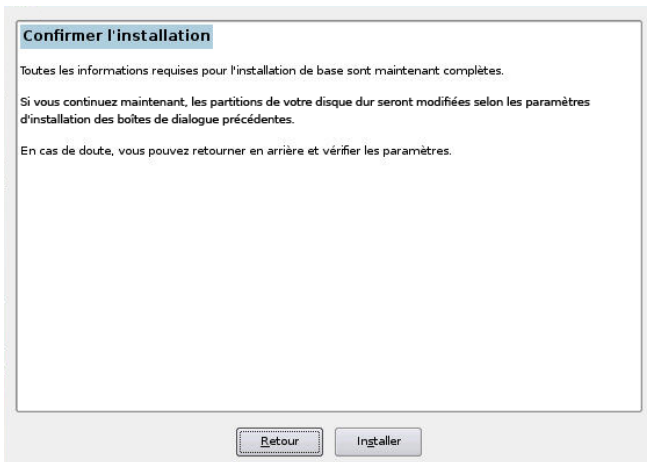 Confirmer l'installation
Toutes les informations requises pour l'installation de base sont maintenant complètes.
Si vous continuez maintenant, les partitions de votre disque dur seront modifiées selon les paramètres
d'installation des boîtes de dialogue précédentes.
En cas de doute, vous pouvez retourner en arrière et vérifier les paramètres.
Retour
Installer